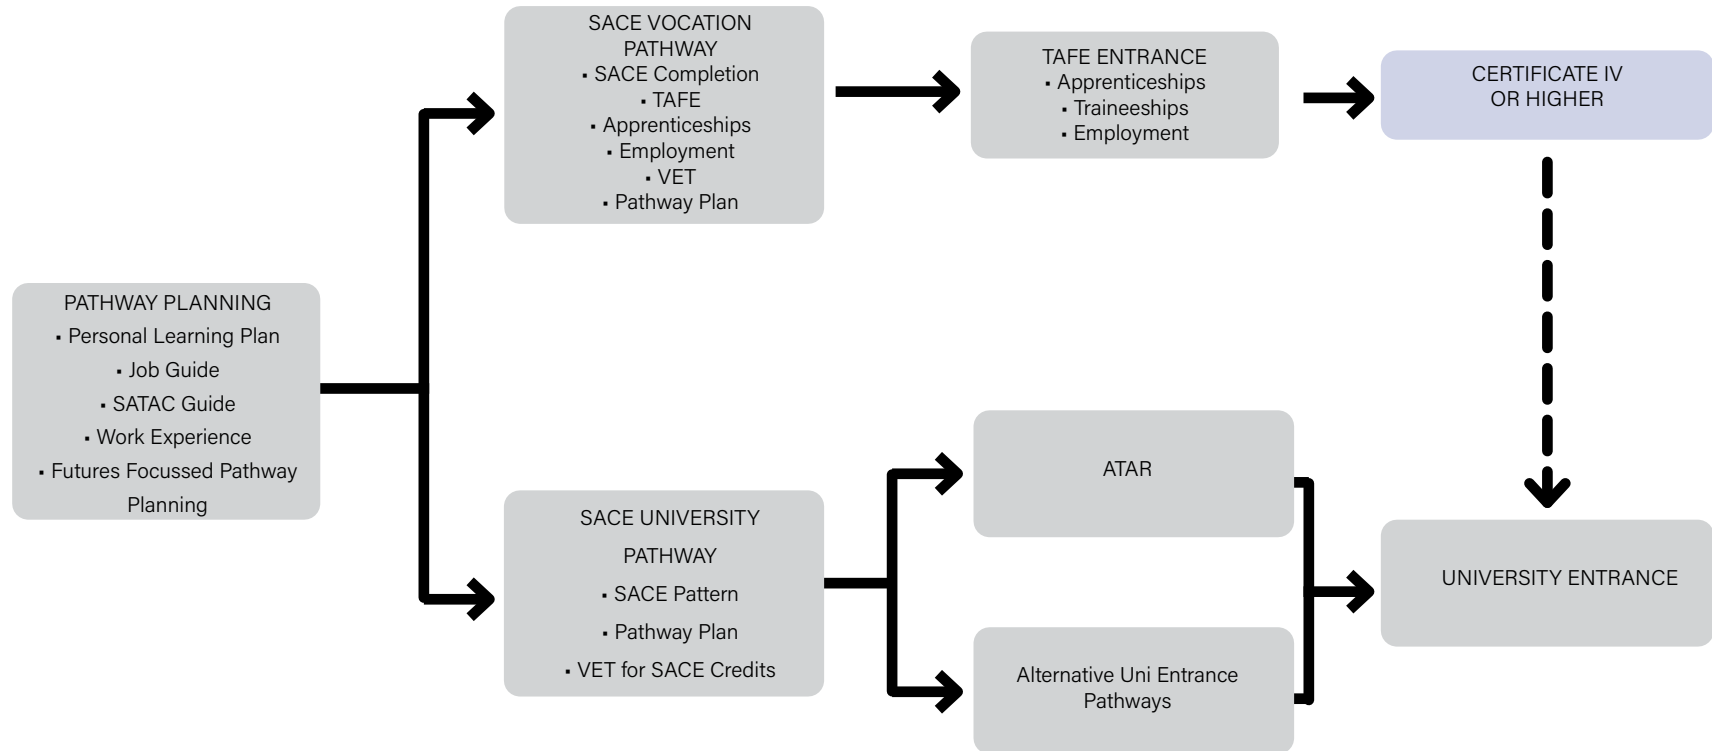 SACE VOCATION
PATHWAY
▪ SACE Completion
▪ TAFE
▪ Apprenticeships
▪ Employment
▪ VET
▪ Pathway Plan
TAFE ENTRANCE
▪ Apprenticeships
▪ Traineeships
▪ Employment
CERTIFICATE IV
OR HIGHER
PATHWAY PLANNING
▪ Personal Learning Plan
▪ Job Guide
▪ SATAC Guide
▪ Work Experience
▪ Futures Focussed Pathway
Planning
SACE UNIVERSITY
PATHWAY
▪ SACE Pattern
▪ Pathway Plan
▪ VET for SACE Credits
ATAR
Alternative Uni Entrance
Pathways
UNIVERSITY ENTRANCE